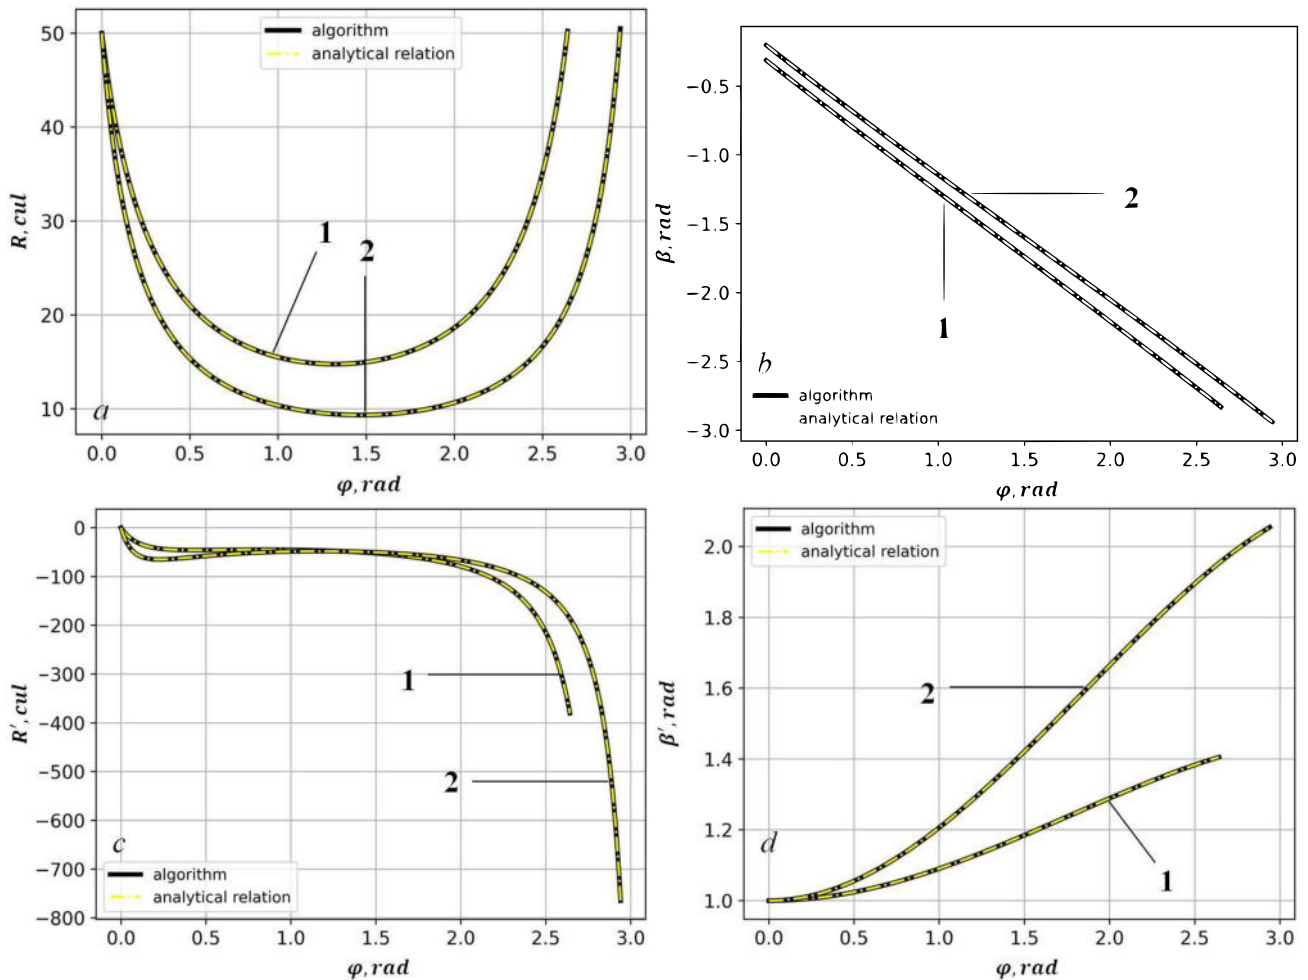 algorithm
analytical relation
50
40
30
20
10
R, cul
1
2
a
0.0 0.5 1.0 1.5 2.0 2.5 3.0
φ, rad
−0.5
−1.0
−1.5
−2.0
−2.5
−3.0
β, rad
2
1
b
algorithm
analytical relation
0.0 0.5 1.0 1.5 2.0 2.5 3.0
φ, rad
0
−100
−200
−300
−400
−500
−600
−700
−800
R′, cul
1
2
c
algorithm
analytical relation
0.0 0.5 1.0 1.5 2.0 2.5 3.0
φ, rad
algorithm
analytical relation
2.0
1.8
1.6
1.4
1.2
1.0
β′, rad
2
1
d
0.0 0.5 1.0 1.5 2.0 2.5 3.0
φ, rad